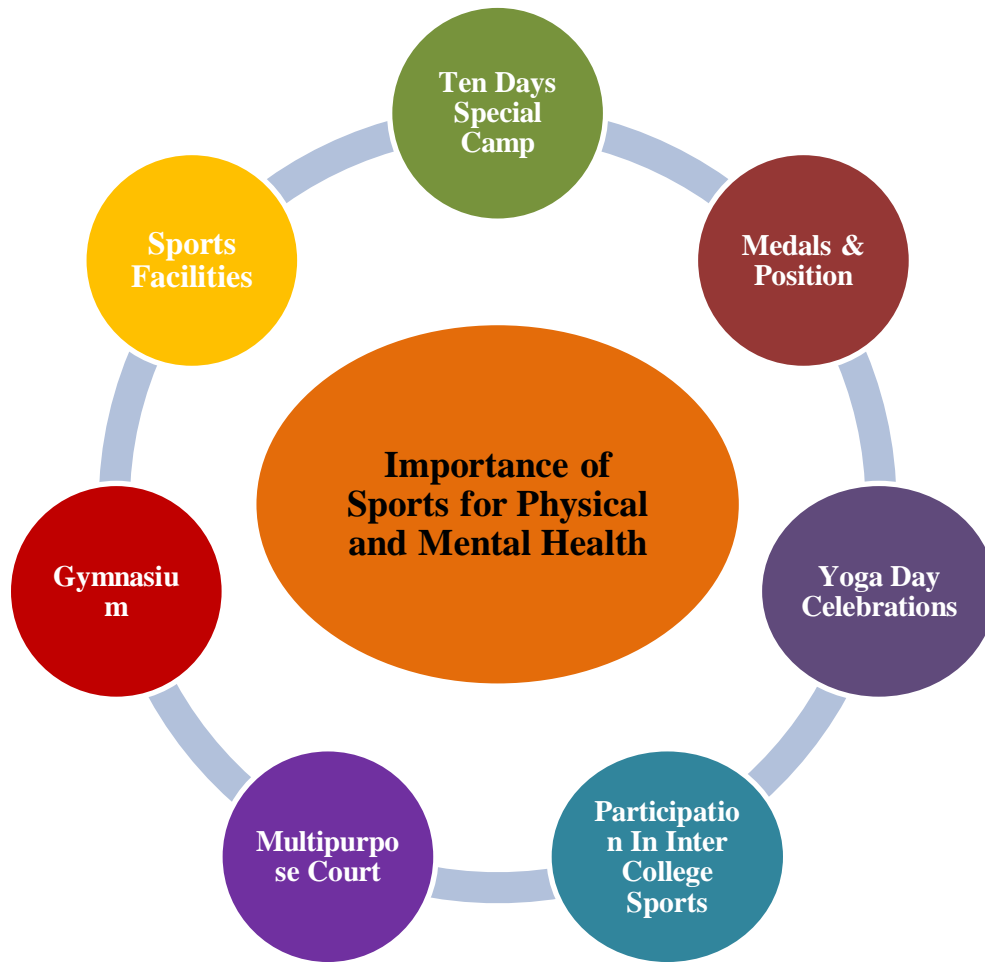 Ten Days
Special
Camp
Medals &
Position
Yoga Day
Celebrations
Participatio
n In Inter
College
Sports
Multipurpo
se Court
Gymnasiu
m
Sports
Facilities
Importance of
Sports for Physical
and Mental Health